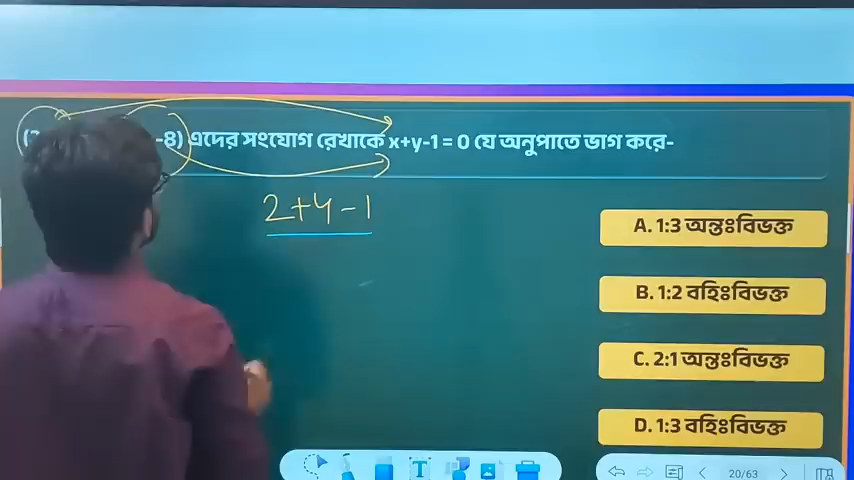 -8) এদের সংযোগ রেখাকে x+y-1 = 0 যে অনুপাতে ভাগ করে-
2+4-1
A. 1:3 অন্তঃবিভক্ত
B. 1:2 বহিঃবিভক্ত
C. 2:1 অন্তঃবিভক্ত
D. 1:3 বহিঃবিভক্ত
T
20/63